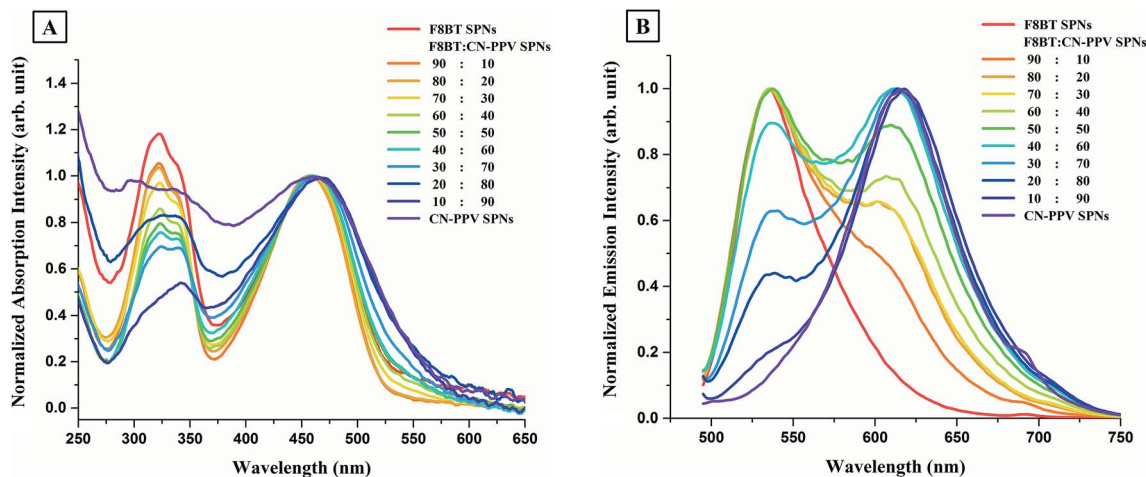 A
F8BT SPNs
F8BT:CN-PPV SPNs
90 : 10
80 : 20
70 : 30
60 : 40
50 : 50
40 : 60
30 : 70
20 : 80
10 : 90
CN-PPV SPNs
Normalized Absorption Intensity (arb. unit)
1.4
1.2
1.0
0.8
0.6
0.4
0.2
0.0
250 300 350 400 450 500 550 600 650
Wavelength (nm)
B
F8BT SPNs
F8BT:CN-PPV SPNs
90 : 10
80 : 20
70 : 30
60 : 40
50 : 50
40 : 60
30 : 70
20 : 80
10 : 90
CN-PPV SPNs
Normalized Emission Intensity (arb. unit)
1.0
0.8
0.6
0.4
0.2
0.0
500 550 600 650 700 750
Wavelength (nm)